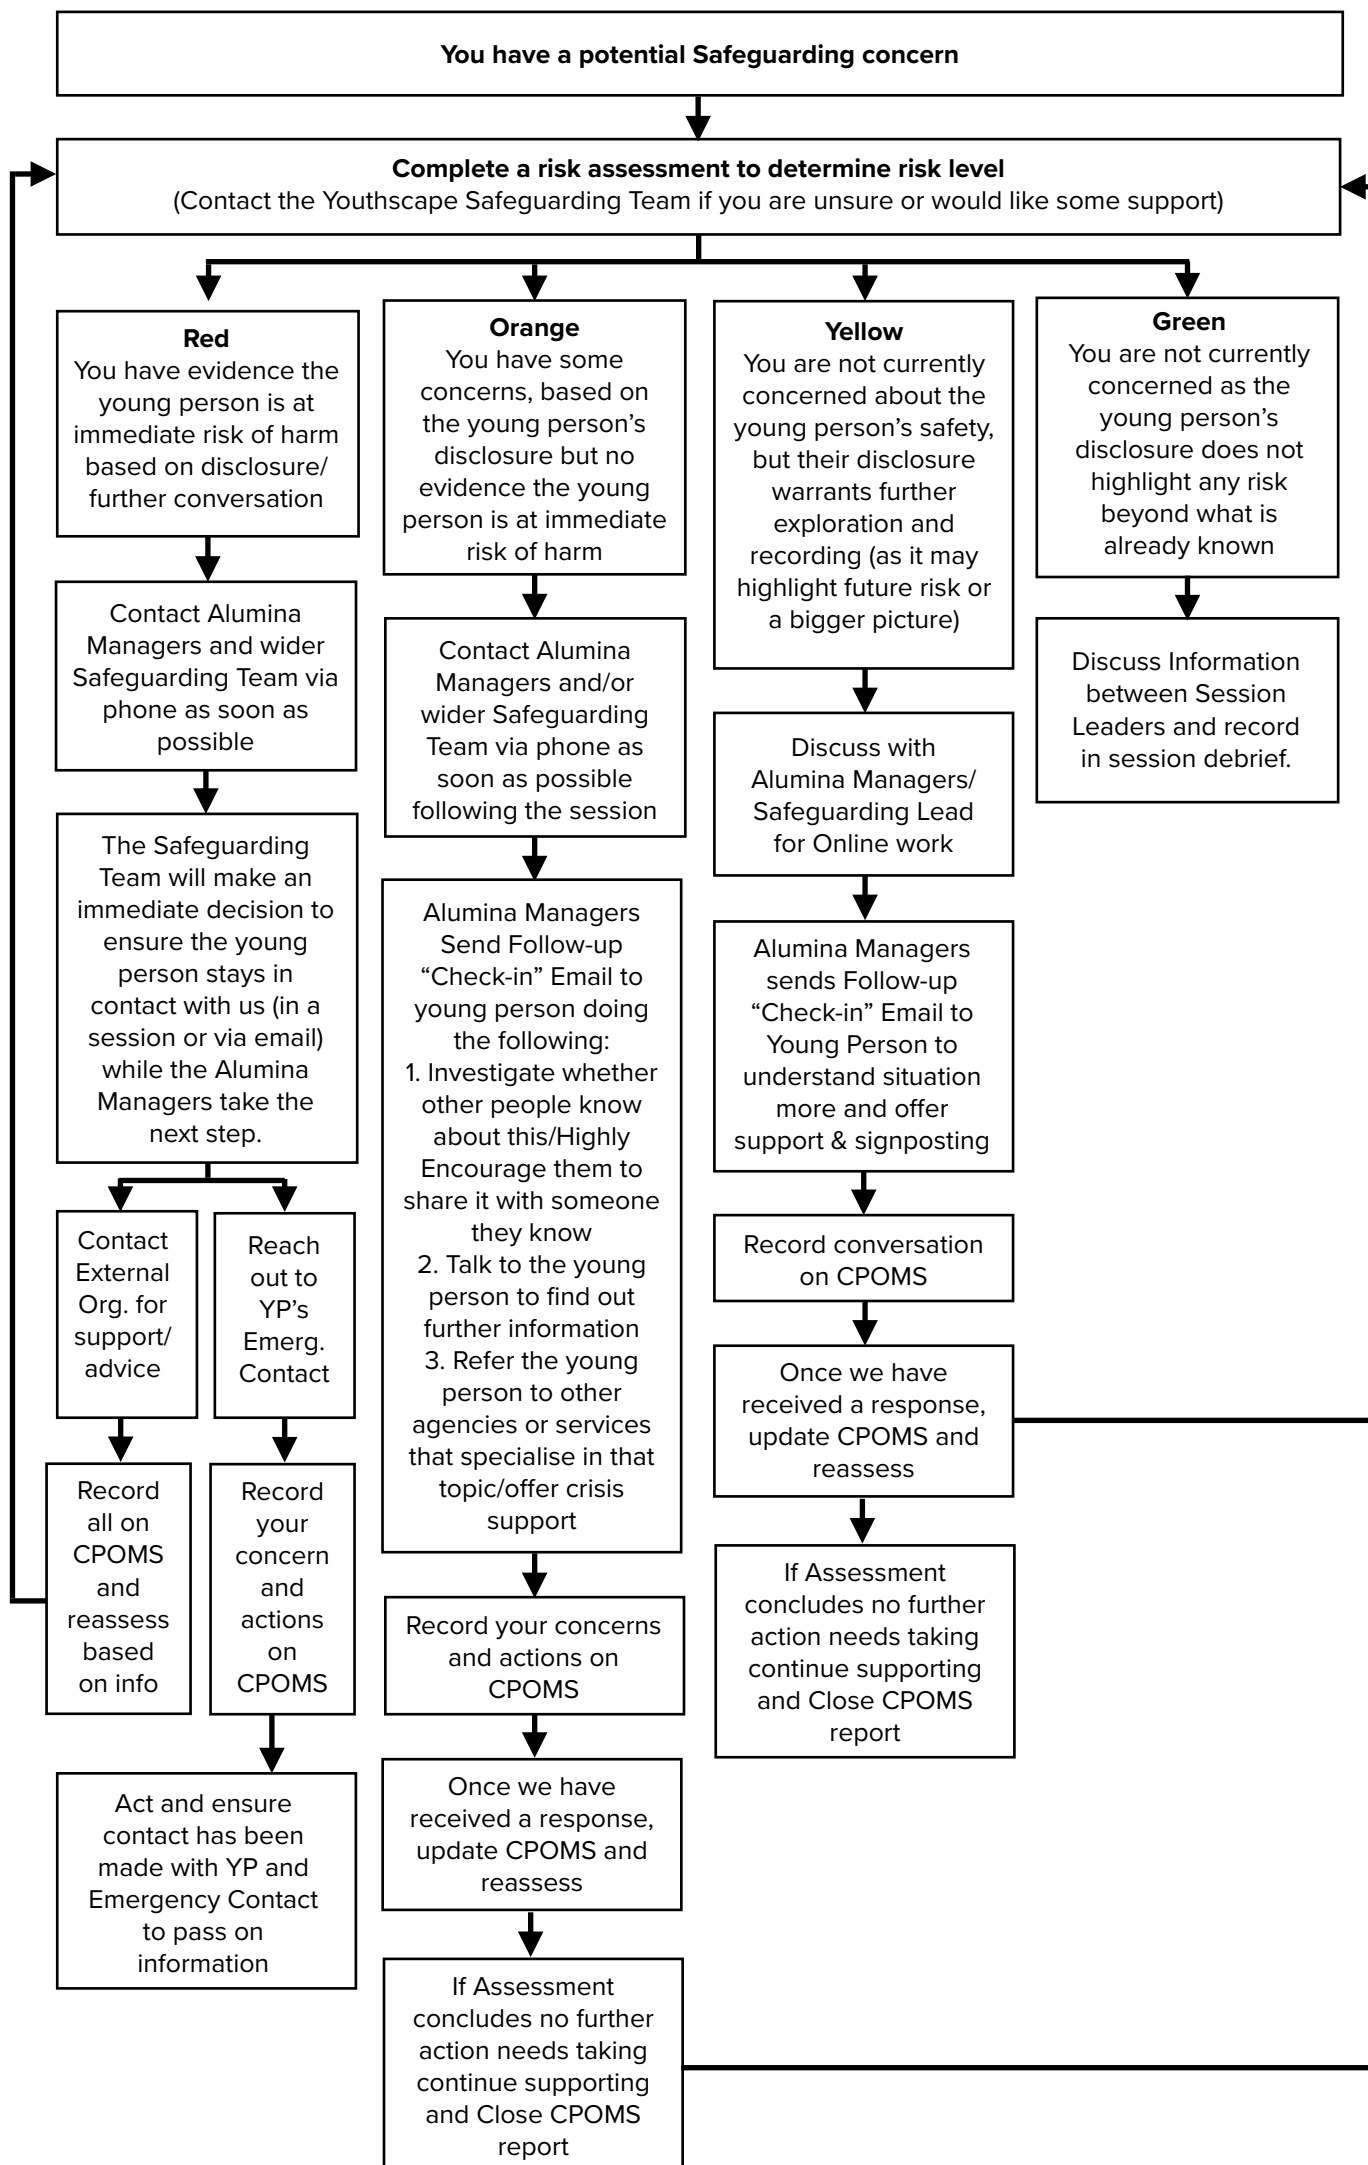 You have a potential Safeguarding concern
Complete a risk assessment to determine risk level
(Contact the Youthscape Safeguarding Team if you are unsure or would like some support)
Red
You have evidence the
young person is at
immediate risk of harm
based on disclosure/
further conversation
Contact Alumina
Managers and wider
Safeguarding Team via
phone as soon as
possible
The Safeguarding
Team will make an
immediate decision to
ensure the young
person stays in
contact with us (in a
session or via email)
while the Alumina
Managers take the
next step.
Contact
External
Org. for
support/
advice
Record
all on
CPOMS
and
reassess
based
on info
Reach
out to
YP’s
Emerg.
Contact
Record
your
concern
and
actions
on
CPOMS
Act and ensure
contact has been
made with YP and
Emergency Contact
to pass on
information
Orange
You have some
concerns, based on
the young person’s
disclosure but no
evidence the young
person is at immediate
risk of harm
Contact Alumina
Managers and/or
wider Safeguarding
Team via phone as
soon as possible
following the session
Alumina Managers
Send Follow-up
“Check-in” Email to
young person doing
the following:
1. Investigate whether
other people know
about this/Highly
Encourage them to
share it with someone
they know
2. Talk to the young
person to find out
further information
3. Refer the young
person to other
agencies or services
that specialise in that
topic/offer crisis
support
Record your concerns
and actions on
CPOMS
Once we have
received a response,
update CPOMS and
reassess
If Assessment
concludes no further
action needs taking
continue supporting
and Close CPOMS
report
Yellow
You are not currently
concerned about the
young person’s safety,
but their disclosure
warrants further
exploration and
recording (as it may
highlight future risk or
a bigger picture)
Discuss with
Alumina Managers/
Safeguarding Lead
for Online work
Alumina Managers
sends Follow-up
“Check-in” Email to
Young Person to
understand situation
more and offer
support & signposting
Record conversation
on CPOMS
Once we have
received a response,
update CPOMS and
reassess
If Assessment
concludes no further
action needs taking
continue supporting
and Close CPOMS
report
Green
You are not currently
concerned as the
young person’s
disclosure does not
highlight any risk
beyond what is
already known
Discuss Information
between Session
Leaders and record
in session debrief.